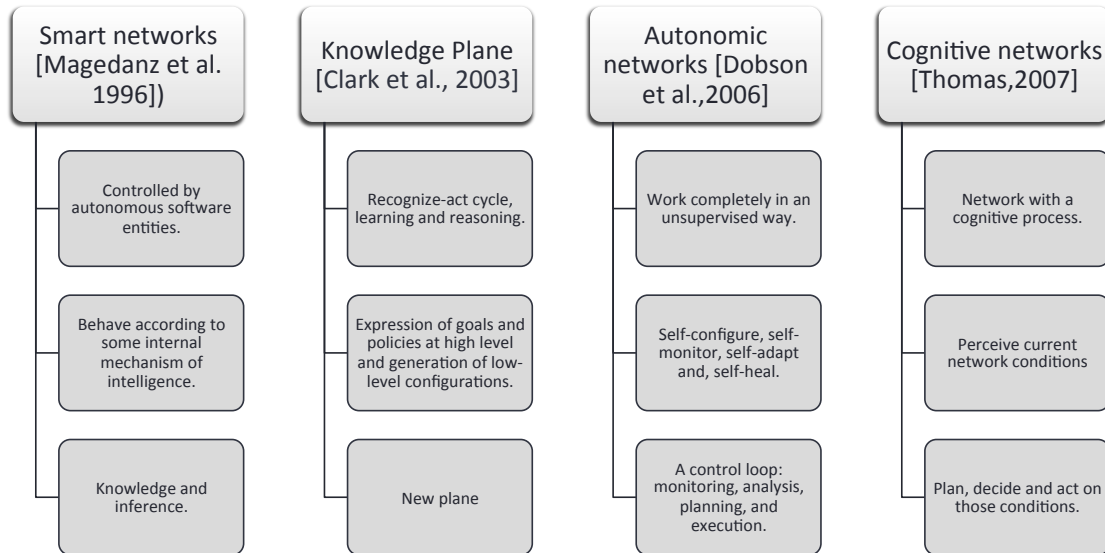 Smart networks
[Magedanz et al.
1996])
Controlled by
autonomous software
entities.
Behave according to
some internal
mechanism of
intelligence.
Knowledge and
inference.
Knowledge Plane
[Clark et al., 2003]
Recognize-act cycle,
learning and reasoning.
Expression of goals and
policies at high level
and generation of low-
level configurations.
New plane
Autonomic
networks [Dobson
et al.,2006]
Work completely in an
unsupervised way.
Self-configure, self-
monitor, self-adapt
and, self-heal.
A control loop:
monitoring, analysis,
planning, and
execution.
Cognitive networks
[Thomas,2007]
Network with a
cognitive process.
Perceive current
network conditions
Plan, decide and act on
those conditions.